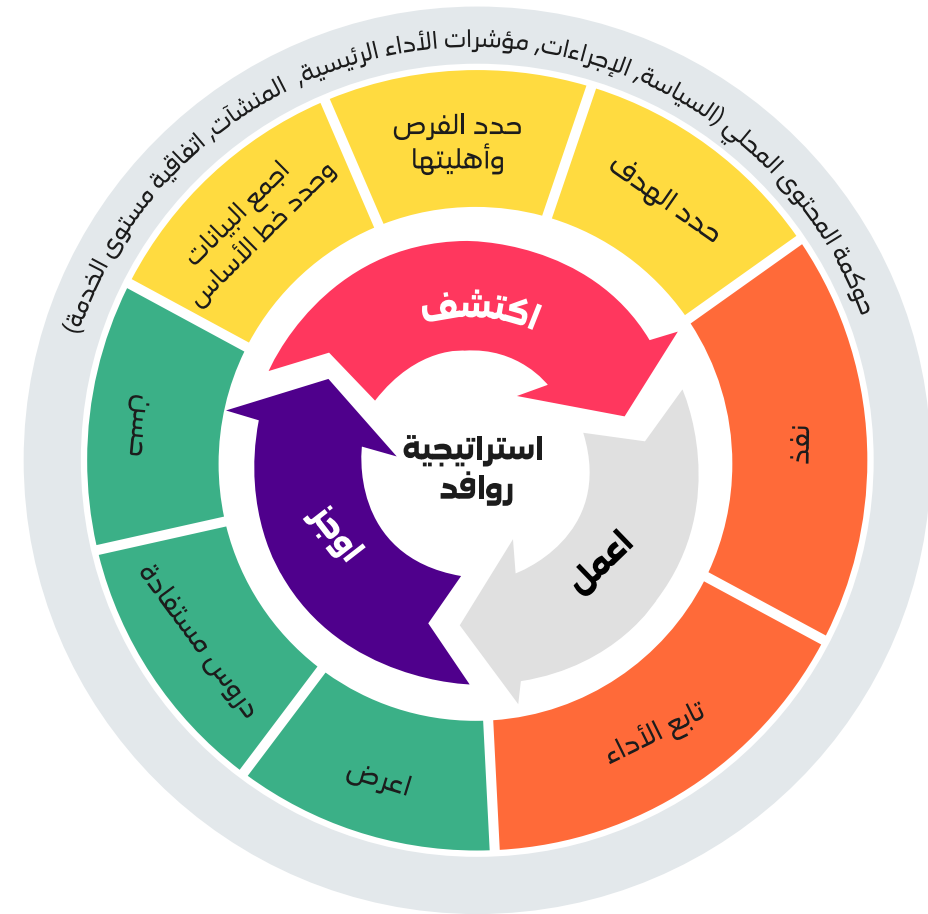 حوكمة المحتوى المحلي (السياسة, الإجراءات, مؤشرات الأداء الرئيسية, المنشآت, اتفاقية مستوى الخدمة)
اجمع البيانات
وحدد خط الأساس
حدد الفرص
وأهليتها
حدد الهدف
نفذ
تابع الأداء
اعرض
دروس مستفادة
حسن
اكتشف
اعمل
اوجز
استراتيجية
روافد